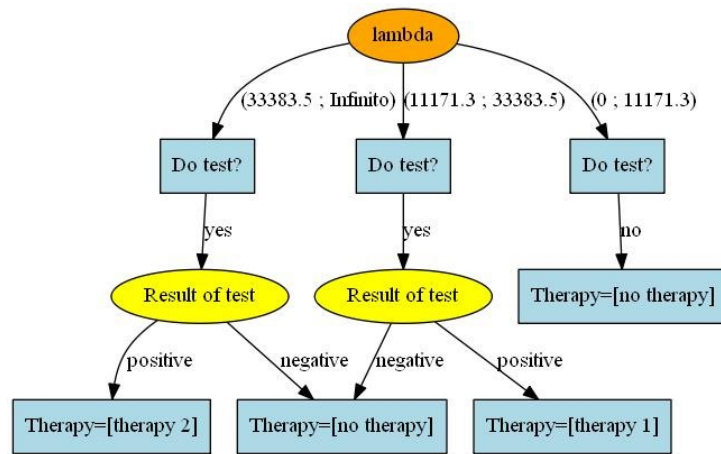 lambda
(33383.5 ; Infinito)
(11171.3 ; 33383.5)
(0 ; 11171.3)
Do test?
Do test?
Do test?
yes
yes
no
Result of test
Result of test
Therapy=[no therapy]
positive
negative
negative
positive
Therapy=[therapy 2]
Therapy=[no therapy]
Therapy=[therapy 1]